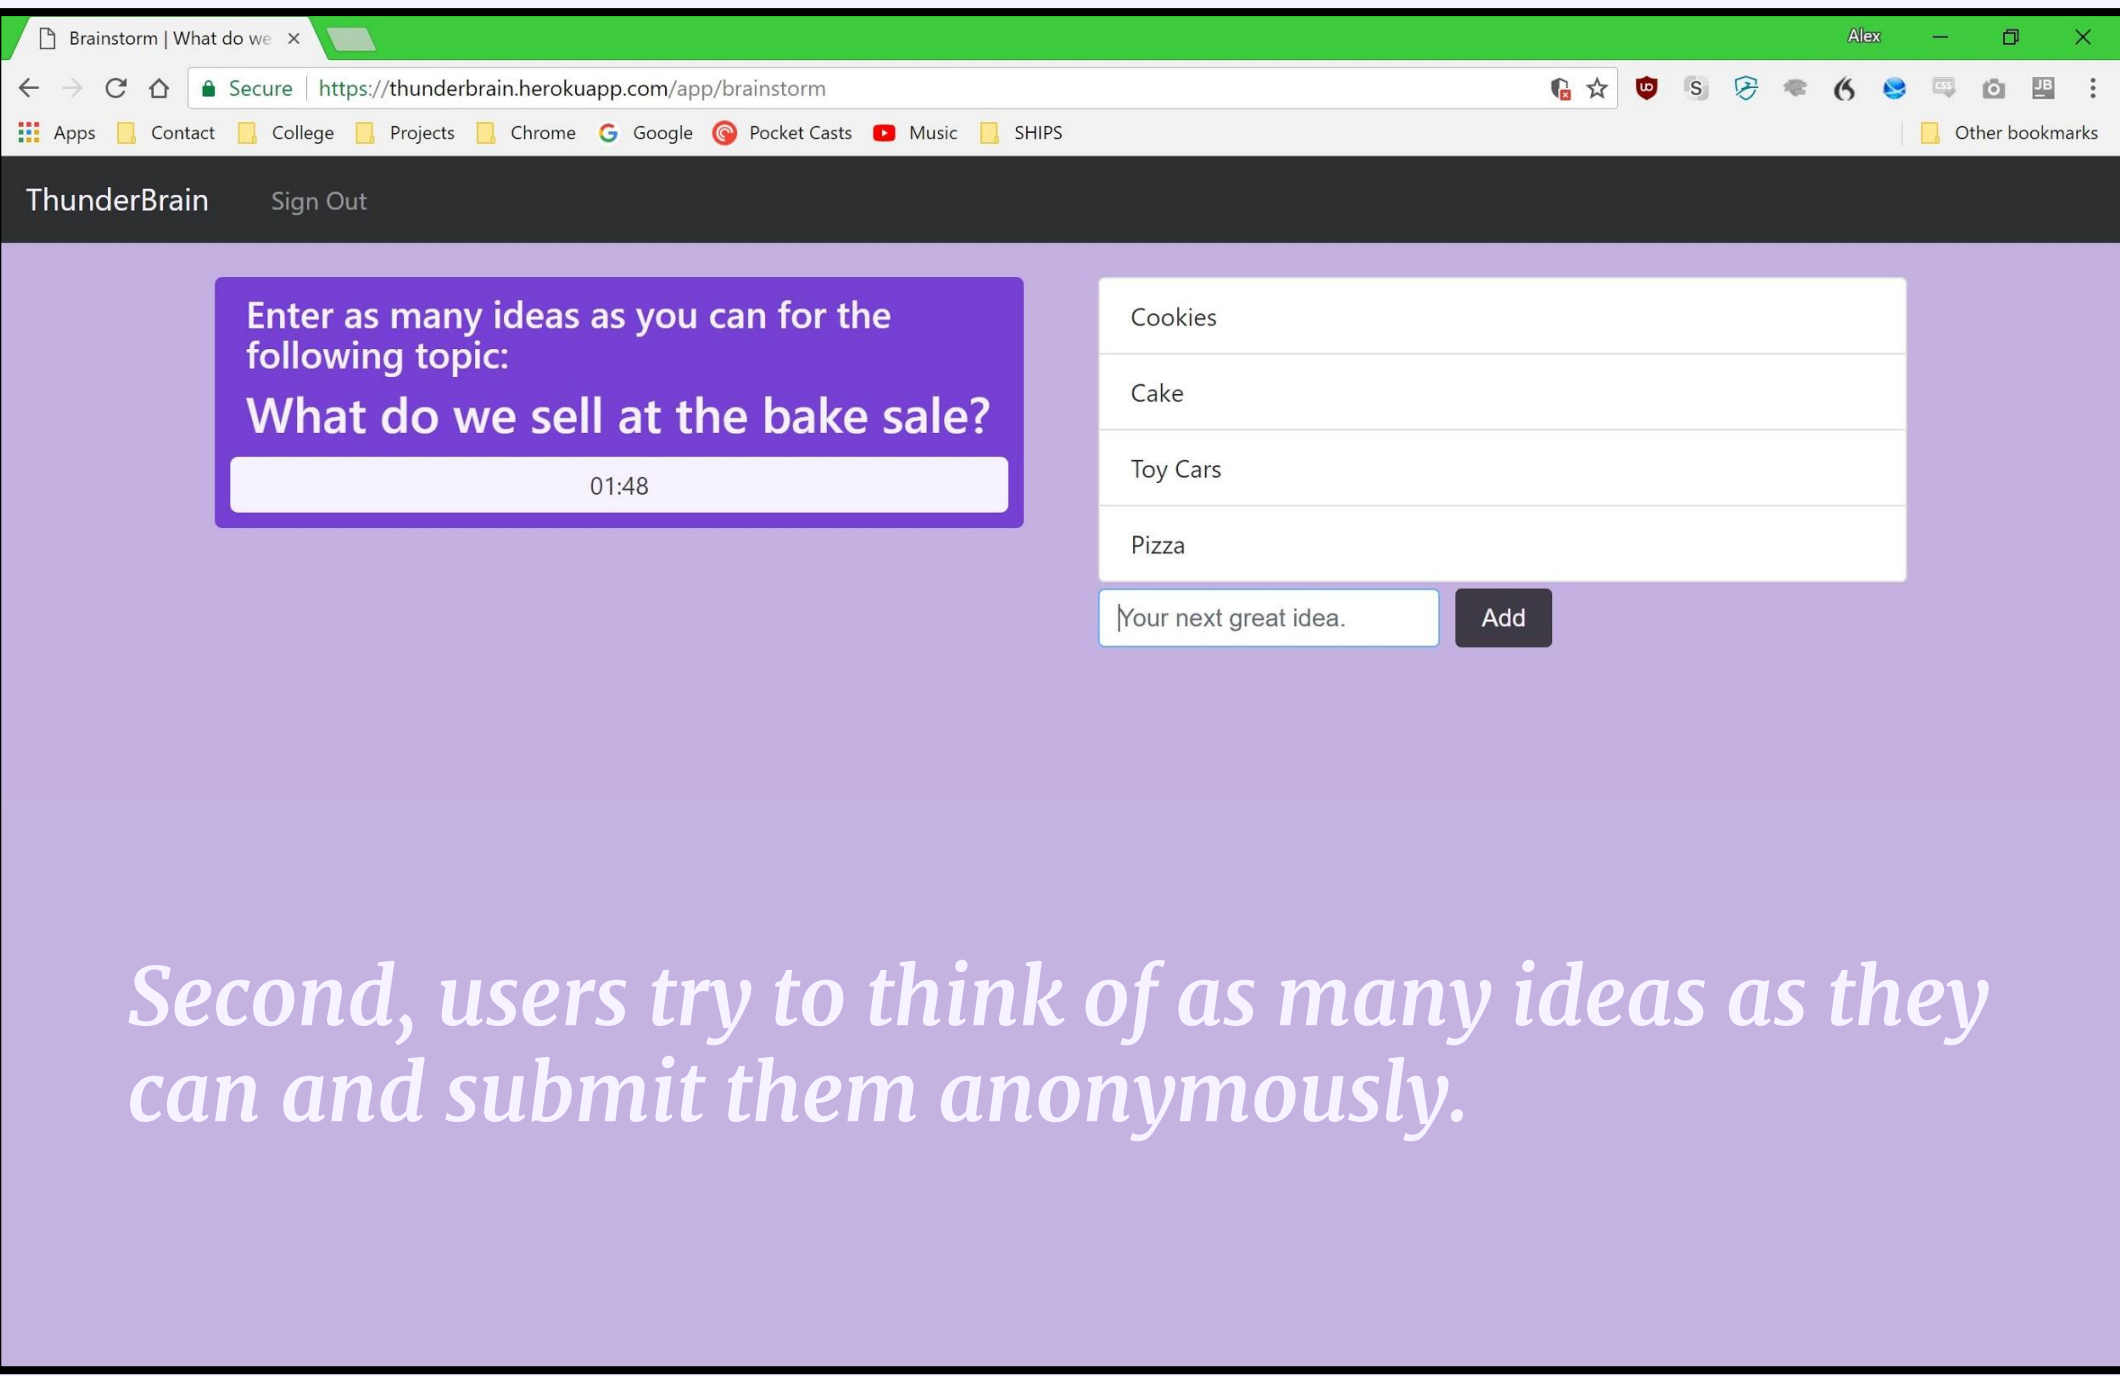 Brainstorm | What do we
Alex
Secure https://thunderbrain.herokuapp.com/app/brainstorm
Apps Contact College Projects Chrome Google Pocket Casts Music SHIPS Other bookmarks
ThunderBrain Sign Out
Enter as many ideas as you can for the
following topic:
What do we sell at the bake sale?
01:48
Cookies
Cake
Toy Cars
Pizza
Your next great idea. Add
Second, users try to think of as many ideas as they
can and submit them anonymously.